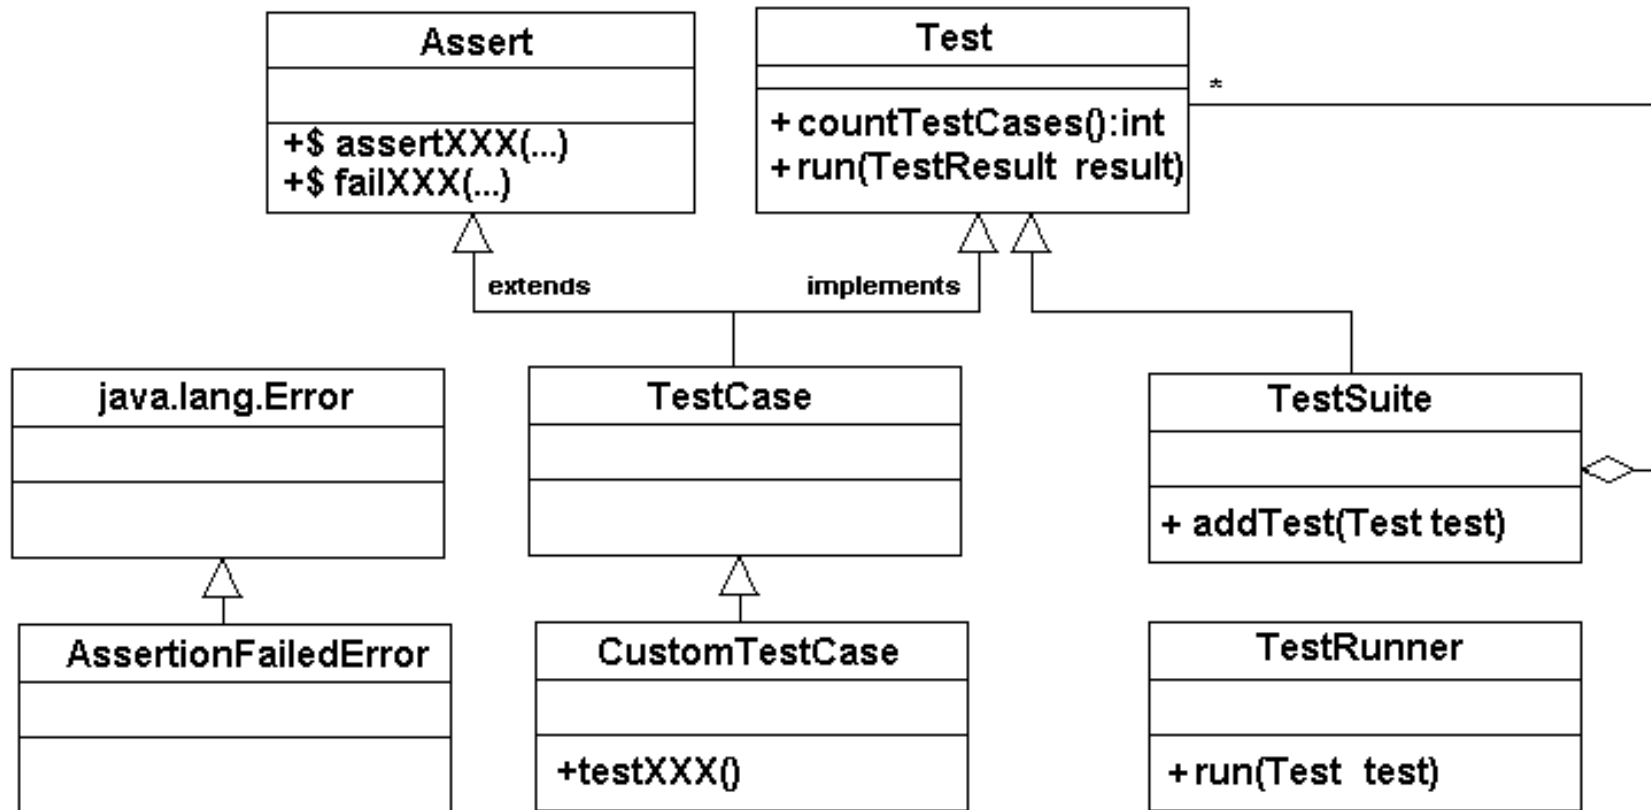 Assert
+$ assertXXX(...)
+$ failXXX(...)
Test
+ countTestCases():int
+ run(TestResult result)
*
extends
implements
java.lang.Error
TestCase
TestSuite
+ addTest(Test test)
AssertionFailedError
CustomTestCase
+testXXX()
TestRunner
+ run(Test test)